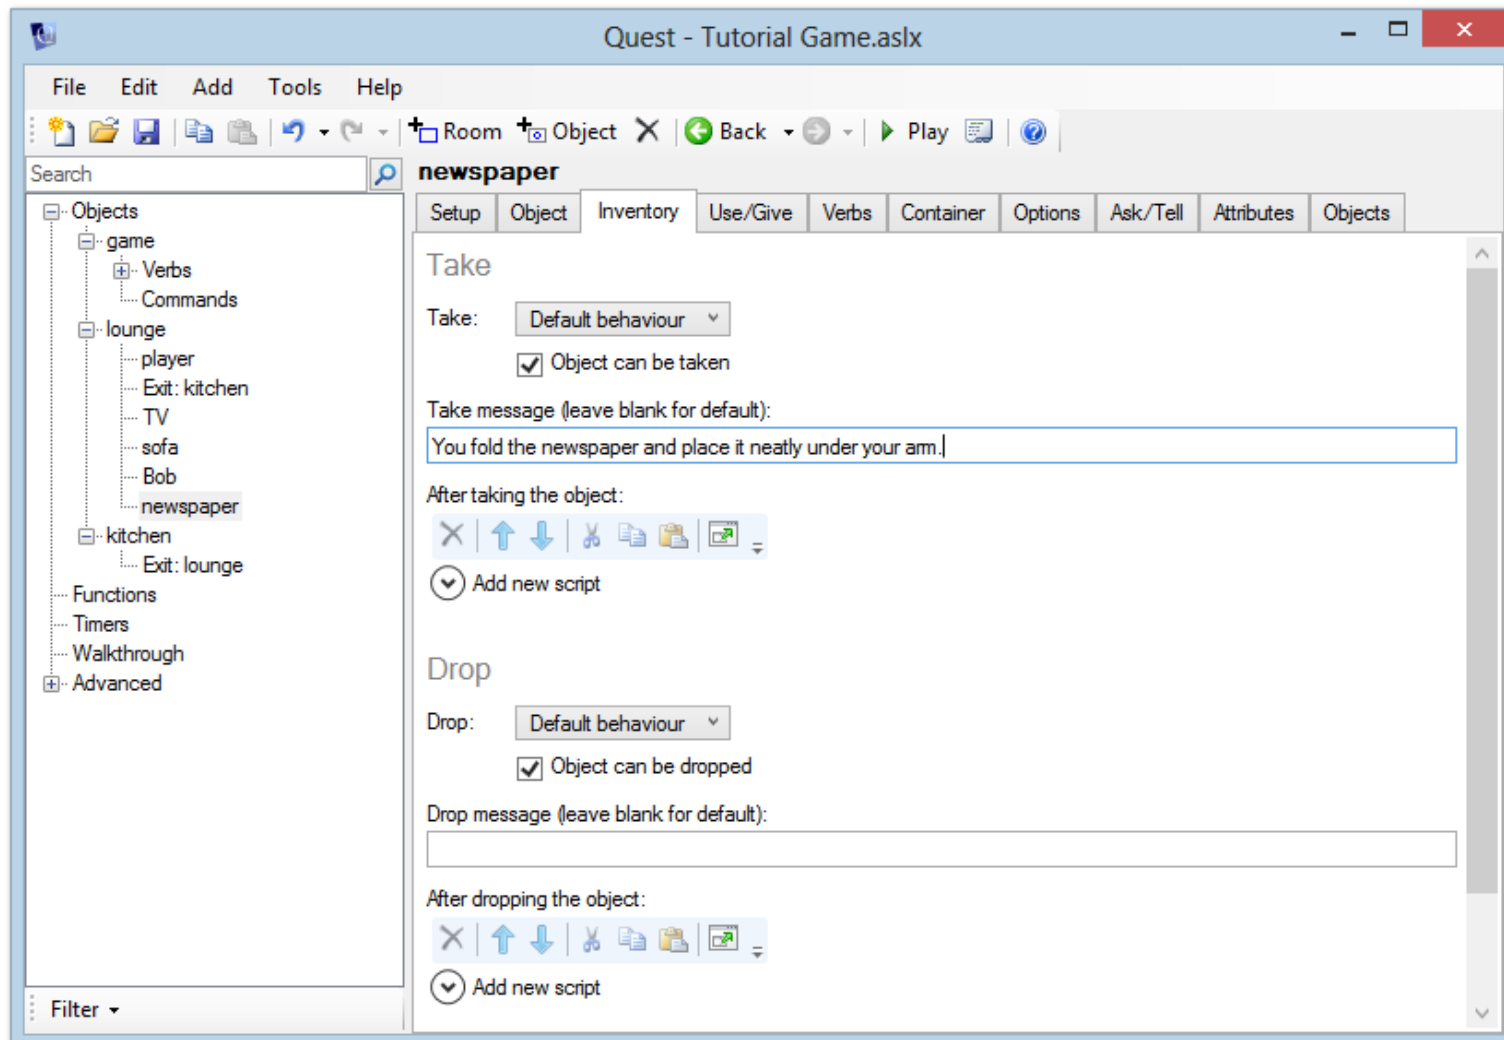 Quest - Tutorial Game.aslx
File Edit Add Tools Help
Room Object Back Play
Search
newspaper
Setup Object Inventory Use/Give Verbs Container Options Ask/Tell Attributes Objects
Objects
game
Verbs
Commands
lounge
player
Exit: kitchen
TV
sofa
Bob
newspaper
kitchen
Exit: lounge
Functions
Timers
Walkthrough
Advanced
Filter
Take
Take: Default behaviour
Object can be taken
Take message (leave blank for default):
You fold the newspaper and place it neatly under your arm.
After taking the object:
Add new script
Drop
Drop: Default behaviour
Object can be dropped
Drop message (leave blank for default):
After dropping the object:
Add new script